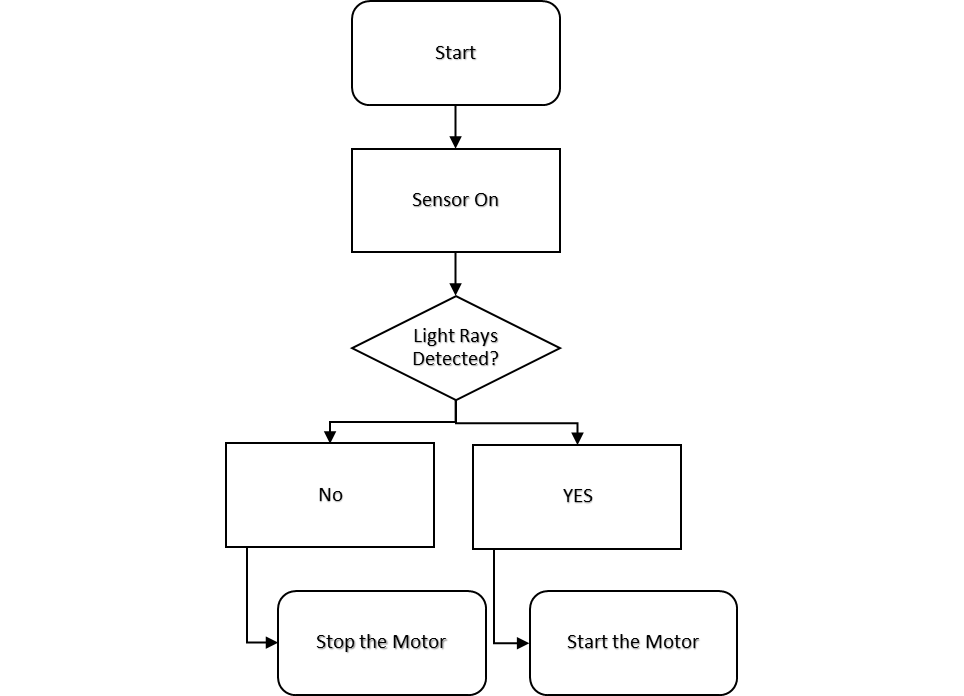 Start
Sensor On
Light Rays
Detected?
No
YES
Stop the Motor
Start the Motor